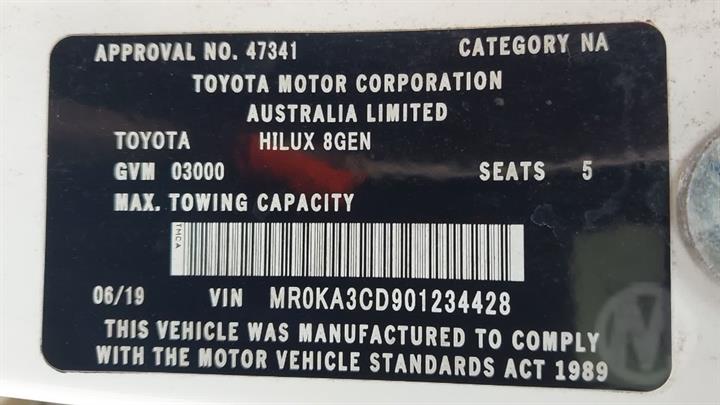 APPROVAL NO. 47341 CATEGORY NA
TOYOTA MOTOR CORPORATION
AUSTRALIA LIMITED
TOYOTA HILUX 8GEN
GVM 03000 SEATS 5
MAX. TOWING CAPACITY
TMCA
06/19 VIN MR0KA3CD901234428
THIS VEHICLE WAS MANUFACTURED TO COMPLY
WITH THE MOTOR VEHICLE STANDARDS ACT 1989
M